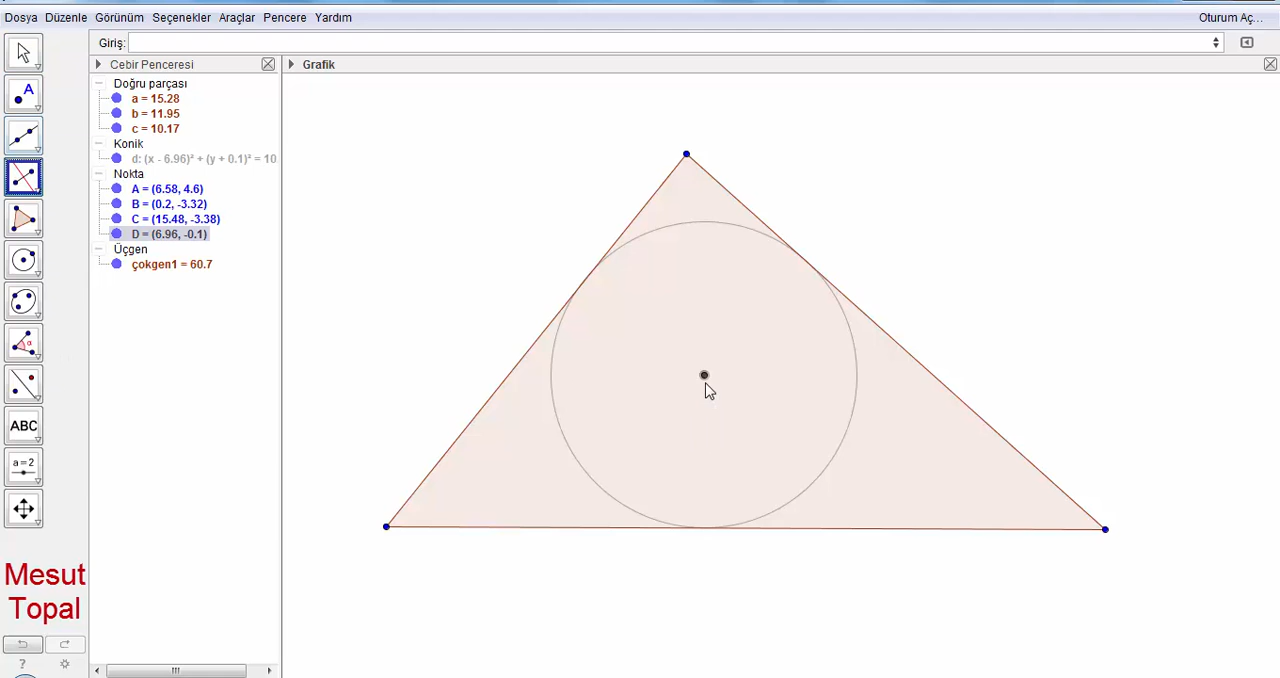 Dosya Düzenle Görünüm Seçenekler Araçlar Pencere Yardım Oturum Aç...
Giriş:
Cebir Penceresi
Grafik
Doğru parçası
a = 15.28
b = 11.95
c = 10.17
Konik
d: (x - 6.96)² + (y + 0.1)² = 10
Nokta
A = (6.58, 4.6)
B = (0.2, -3.32)
C = (15.48, -3.38)
D = (6.96, -0.1)
Üçgen
çokgen1 = 60.7
A
α
ABC
a=2
Mesut
Topal
?